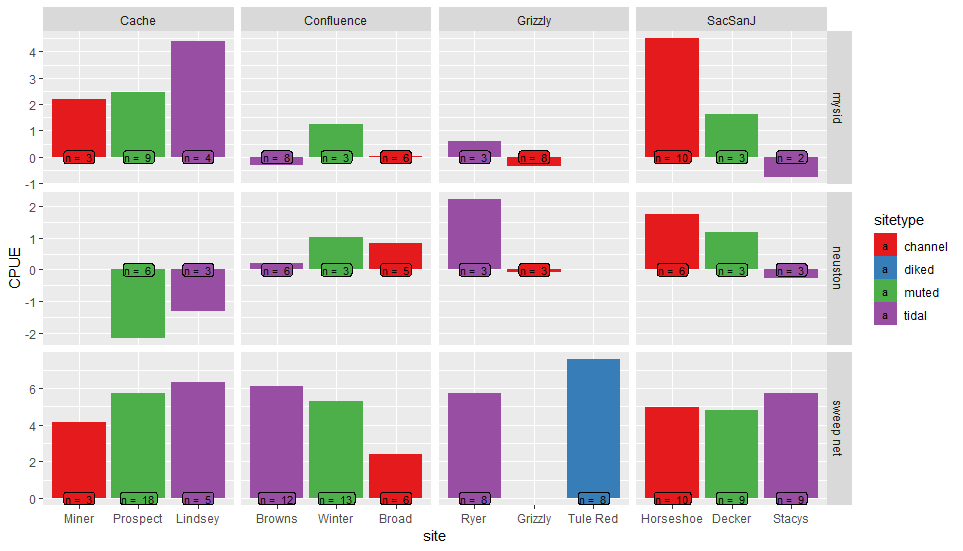 Cache Confluence Grizzly SacSanJ
4
3
2
1
0
-1
n = 3 n = 9 n = 4 n = 8 n = 3 n = 6 n = 3 n = 8 n = 10 n = 3 n = 2
mysid
2
1
0
-1
-2
n = 6 n = 3 n = 6 n = 3 n = 5 n = 3 n = 3 n = 6 n = 3 n = 3
neuston
CPUE
6
4
2
0
n = 3 n = 18 n = 5 n = 12 n = 13 n = 6 n = 8 n = 8 n = 10 n = 9 n = 9
sweep net
Miner Prospect Lindsey Browns Winter Broad Ryer Grizzly Tule Red Horseshoe Decker Stacys
site
sitetype
a channel
a diked
a muted
a tidal